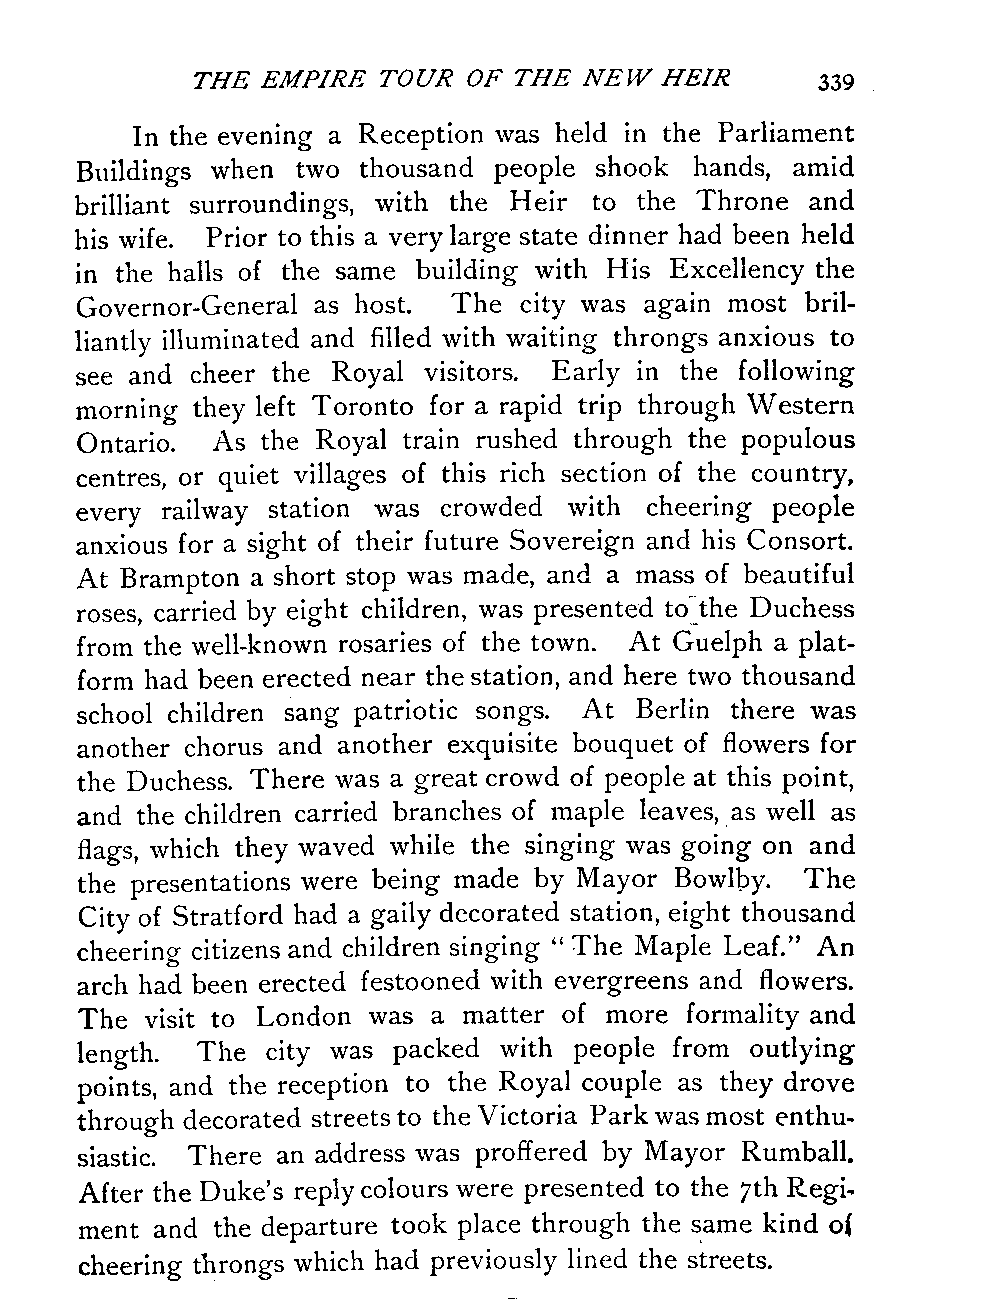 THE EMPIRE TOUR OF THE NEW HEIR 339
In the evening a Reception was held in the Parliament
Buildings when two thousand people shook hands, amid
brilliant surroundings, with the Heir to the Throne and
his wife. Prior to this a very large state dinner had been held
in the halls of the same building with His Excellency the
Governor-General as host. The city was again most bril-
liantly illuminated and filled with waiting throngs anxious to
see and cheer the Royal visitors. Early in the following
morning they left Toronto for a rapid trip through Western
Ontario. As the Royal train rushed through the populous
centres, or quiet villages of this rich section of the country,
every railway station was crowded with cheering people
anxious for a sight of their future Sovereign and his Consort.
At Brampton a short stop was made, and a mass of beautiful
roses, carried by eight children, was presented to the Duchess
from the well-known rosaries of the town. At Guelph a plat-
form had been erected near the station, and here two thousand
school children sang patriotic songs. At Berlin there was
another chorus and another exquisite bouquet of flowers for
the Duchess. There was a great crowd of people at this point,
and the children carried branches of maple leaves, as well as
flags, which they waved while the singing was going on and
the presentations were being made by Mayor Bowlby. The
City of Stratford had a gaily decorated station, eight thousand
cheering citizens and children singing “ The Maple Leaf.” An
arch had been erected festooned with evergreens and flowers.
The visit to London was a matter of more formality and
length. The city was packed with people from outlying
points, and the reception to the Royal couple as they drove
through decorated streets to the Victoria Park was most enthu-
siastic. There an address was proffered by Mayor Rumball.
After the Duke’s reply colours were presented to the 7th Regi-
ment and the departure took place through the same kind of
cheering throngs which had previously lined the streets.